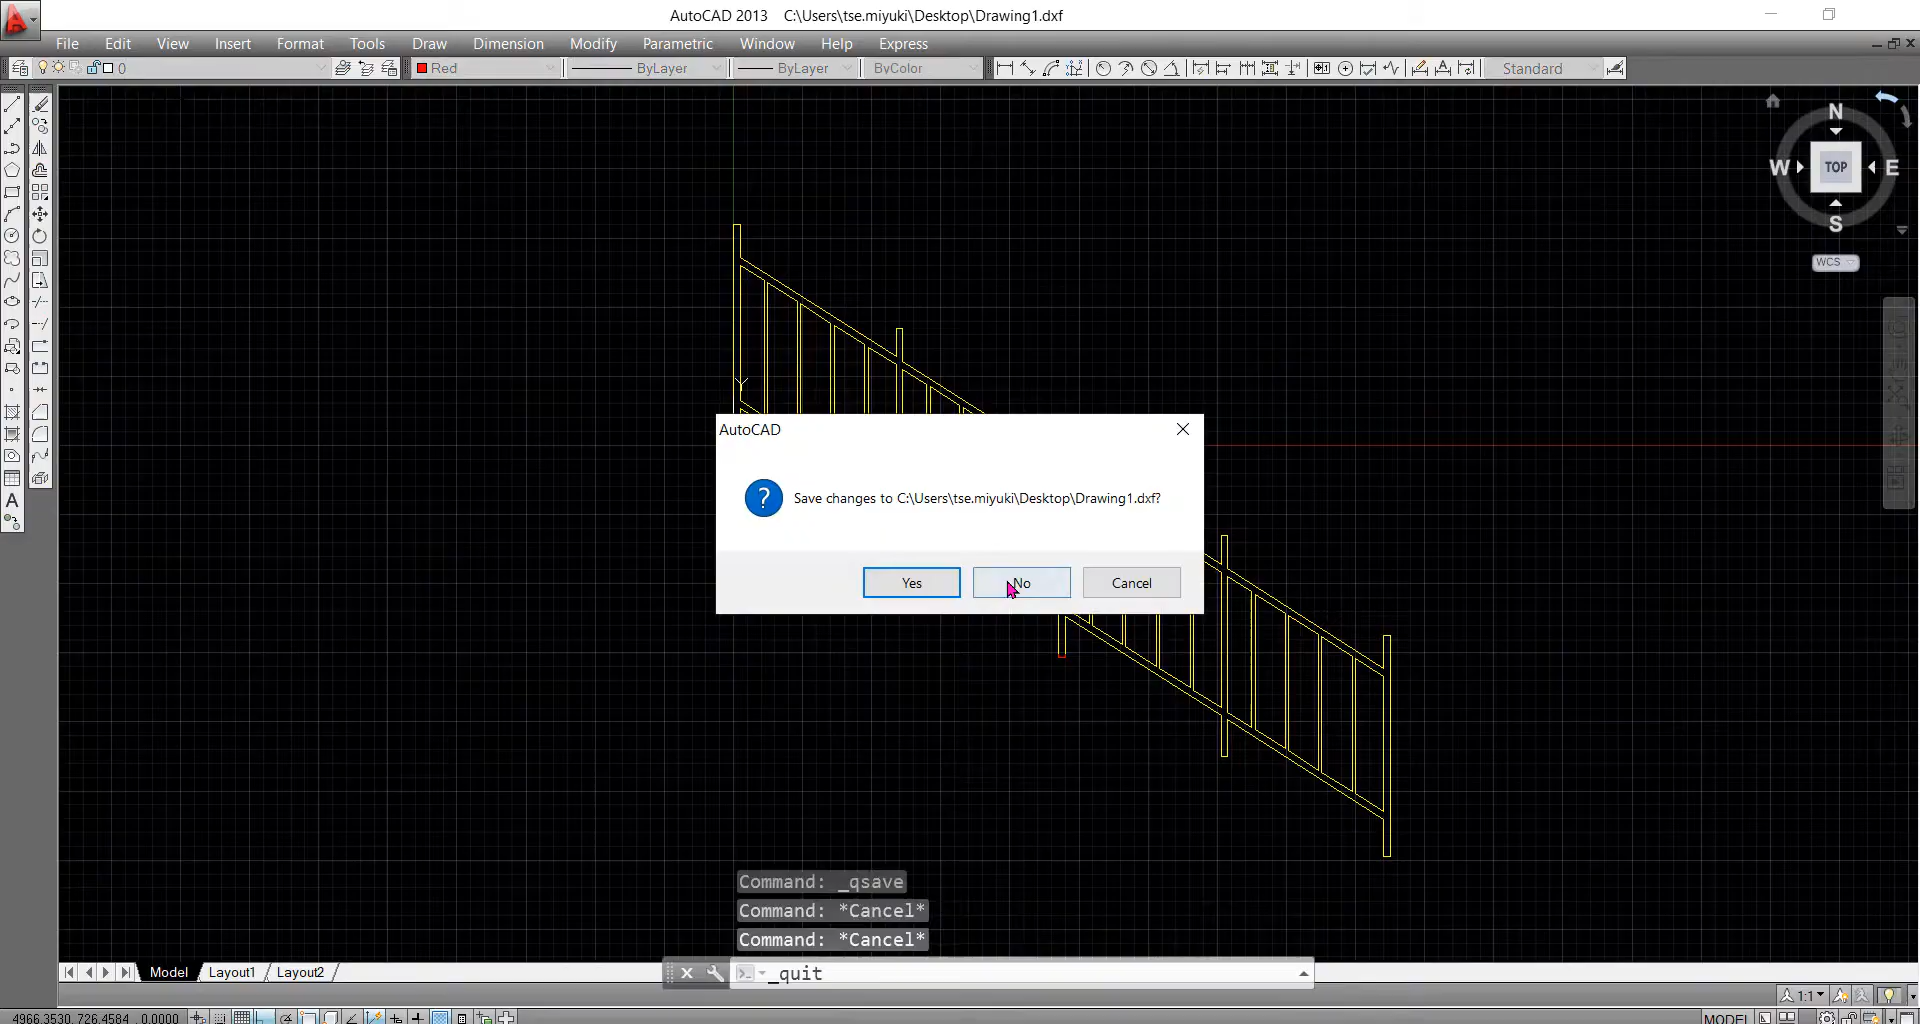 AutoCAD 2013 C:\Users\tse.miyuki\Desktop\Drawing1.dxf
File Edit View Insert Format Tools Draw Dimension Modify Parametric Window Help Express
0 Red ByLayer ByLayer ByColor Standard
N
W TOP E
S
WCS
Y
AutoCAD
? Save changes to C:\Users\tse.miyuki\Desktop\Drawing1.dxf?
Yes No Cancel
A
Command: _qsave
Command: *Cancel*
Command: *Cancel*
_quit
Model Layout1 Layout2
1:1
4966.3530, 726.4584, 0.0000 MODEL